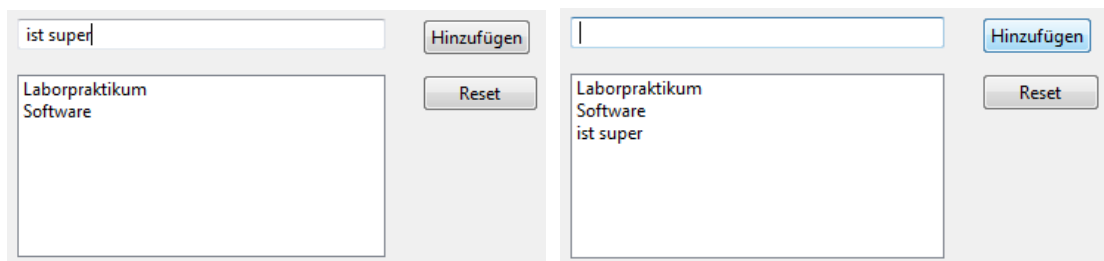 ist super
Hinzufügen
Laborpraktikum
Software
Reset
Hinzufügen
Laborpraktikum
Software
ist super
Reset